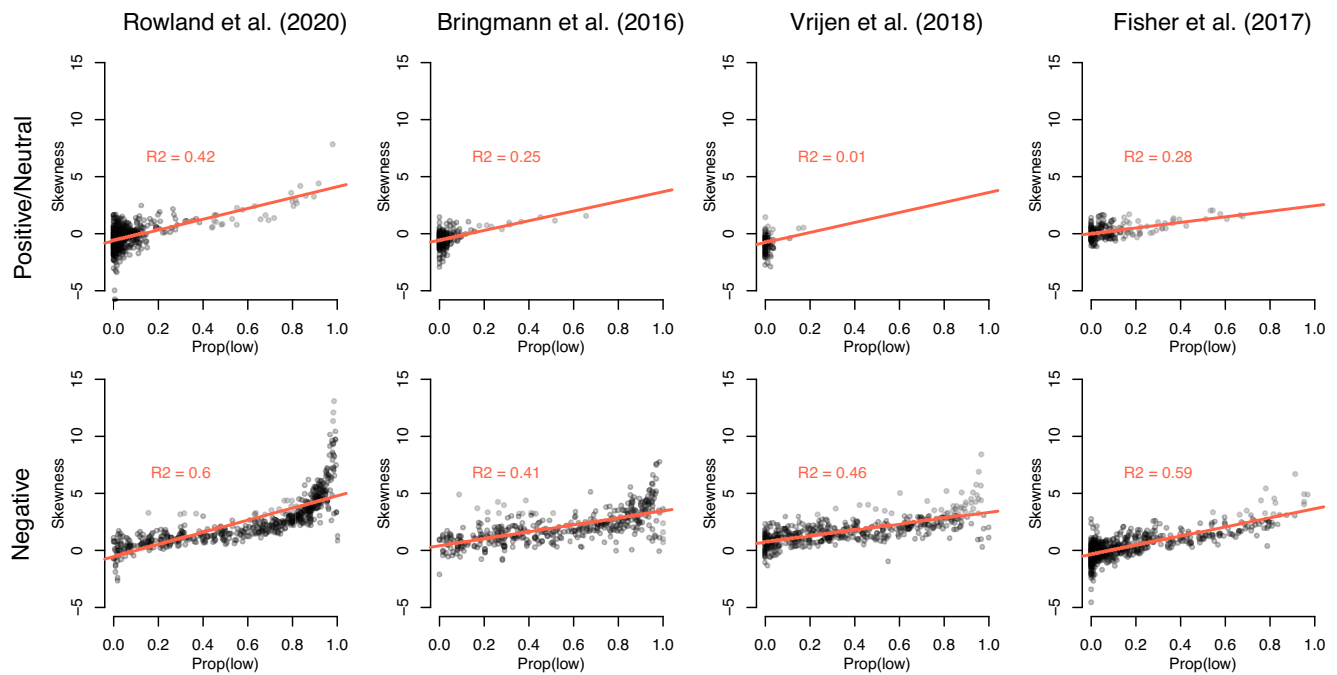 Rowland et al. (2020)
Bringmann et al. (2016)
Vrijen et al. (2018)
Fisher et al. (2017)
Positive/Neutral
Skewness
15
10
5
0
−5
R2 = 0.42
0.0 0.2 0.4 0.6 0.8 1.0
Prop(low)
Skewness
15
10
5
0
−5
R2 = 0.25
0.0 0.2 0.4 0.6 0.8 1.0
Prop(low)
Skewness
15
10
5
0
−5
R2 = 0.01
0.0 0.2 0.4 0.6 0.8 1.0
Prop(low)
Skewness
15
10
5
0
−5
R2 = 0.28
0.0 0.2 0.4 0.6 0.8 1.0
Prop(low)
Negative
Skewness
15
10
5
0
−5
R2 = 0.6
0.0 0.2 0.4 0.6 0.8 1.0
Prop(low)
Skewness
15
10
5
0
−5
R2 = 0.41
0.0 0.2 0.4 0.6 0.8 1.0
Prop(low)
Skewness
15
10
5
0
−5
R2 = 0.46
0.0 0.2 0.4 0.6 0.8 1.0
Prop(low)
Skewness
15
10
5
0
−5
R2 = 0.59
0.0 0.2 0.4 0.6 0.8 1.0
Prop(low)